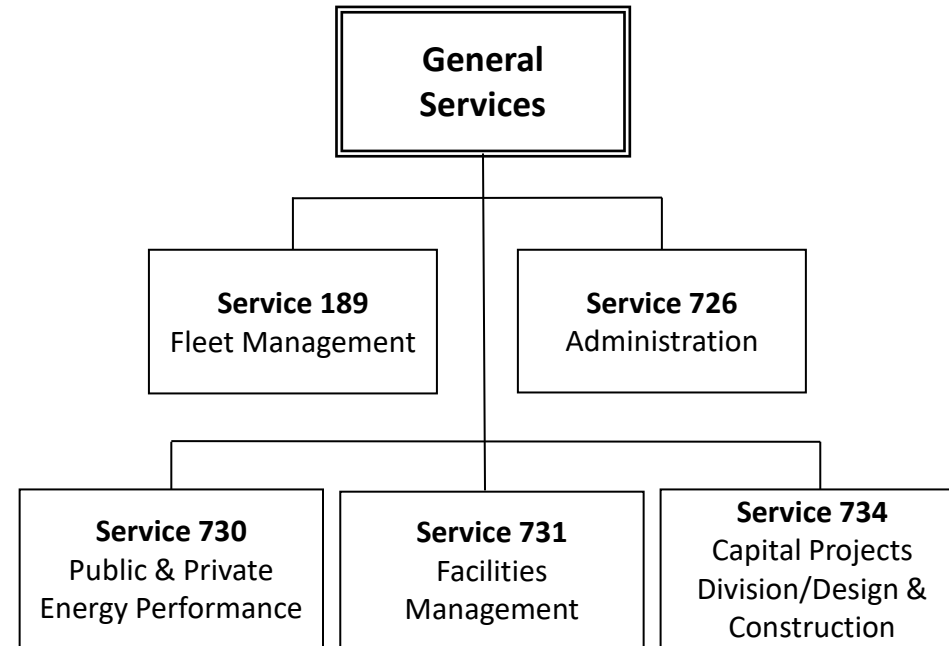 General
Services
Service 189
Fleet Management
Service 726
Administration
Service 730
Public & Private
Energy Performance
Service 731
Facilities
Management
Service 734
Capital Projects
Division/Design &
Construction